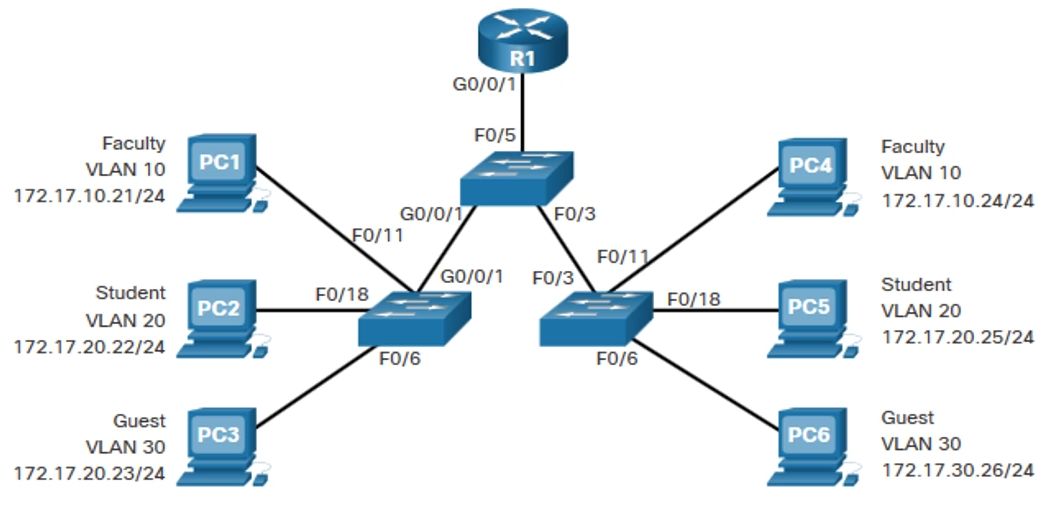 R1
G0/0/1
F0/5
Faculty
VLAN 10
172.17.10.21/24
PC1
PC4
Faculty
VLAN 10
172.17.10.24/24
G0/0/1
F0/3
F0/11
F0/11
G0/0/1
F0/3
Student
VLAN 20
172.17.20.22/24
PC2
F0/18
F0/18
PC5
Student
VLAN 20
172.17.20.25/24
F0/6
F0/6
Guest
VLAN 30
172.17.20.23/24
PC3
PC6
Guest
VLAN 30
172.17.30.26/24